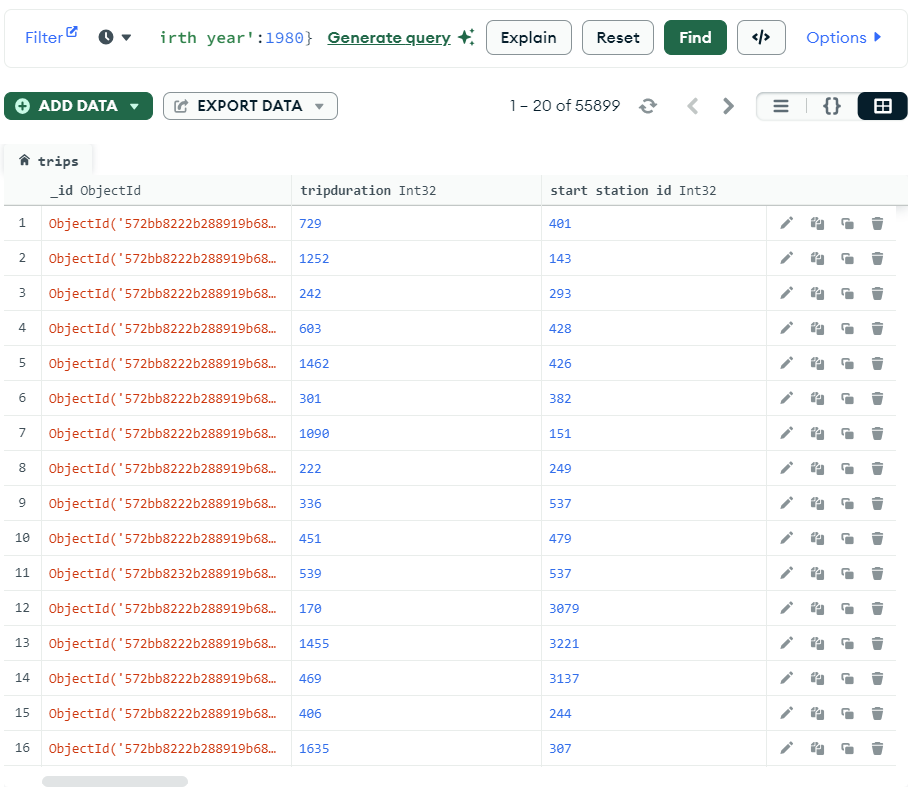 Filter irth year':1980} Generate query Explain Reset Find </> Options
ADD DATA EXPORT DATA 1 – 20 of 55899 {}
trips
_id ObjectId tripduration Int32 start station id Int32
1 ObjectId('572bb8222b288919b68… 729 401
2 ObjectId('572bb8222b288919b68… 1252 143
3 ObjectId('572bb8222b288919b68… 242 293
4 ObjectId('572bb8222b288919b68… 603 428
5 ObjectId('572bb8222b288919b68… 1462 426
6 ObjectId('572bb8222b288919b68… 301 382
7 ObjectId('572bb8222b288919b68… 1090 151
8 ObjectId('572bb8222b288919b68… 222 249
9 ObjectId('572bb8222b288919b68… 336 537
10 ObjectId('572bb8222b288919b68… 451 479
11 ObjectId('572bb8232b288919b68… 539 537
12 ObjectId('572bb8222b288919b68… 170 3079
13 ObjectId('572bb8222b288919b68… 1455 3221
14 ObjectId('572bb8222b288919b68… 469 3137
15 ObjectId('572bb8222b288919b68… 406 244
16 ObjectId('572bb8222b288919b68… 1635 307